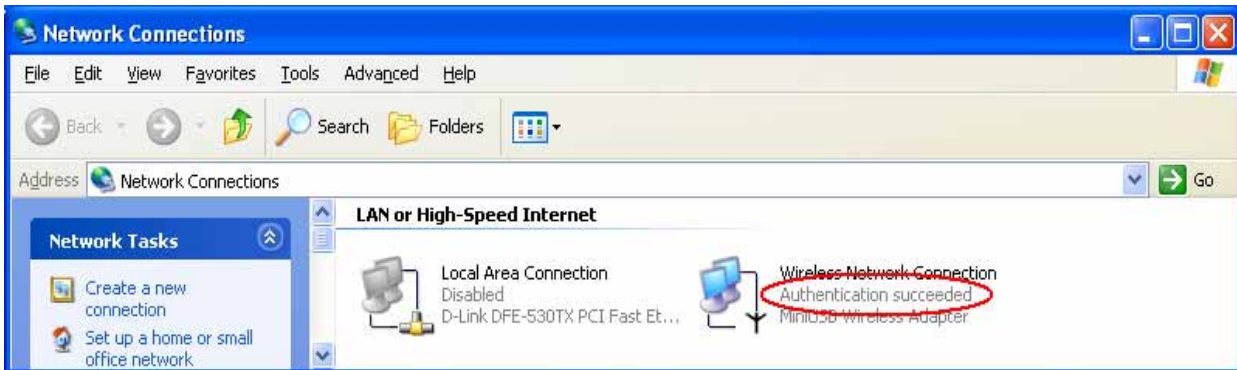 Network Connections
File Edit View Favorites Tools Advanced Help
Back Search Folders
Address Network Connections Go
Network Tasks
Create a new
connection
Set up a home or small
office network
LAN or High-Speed Internet
Local Area Connection
Disabled
D-Link DFE-530TX PCI Fast Et...
Wireless Network Connection
Authentication succeeded
MiniUSB Wireless Adapter